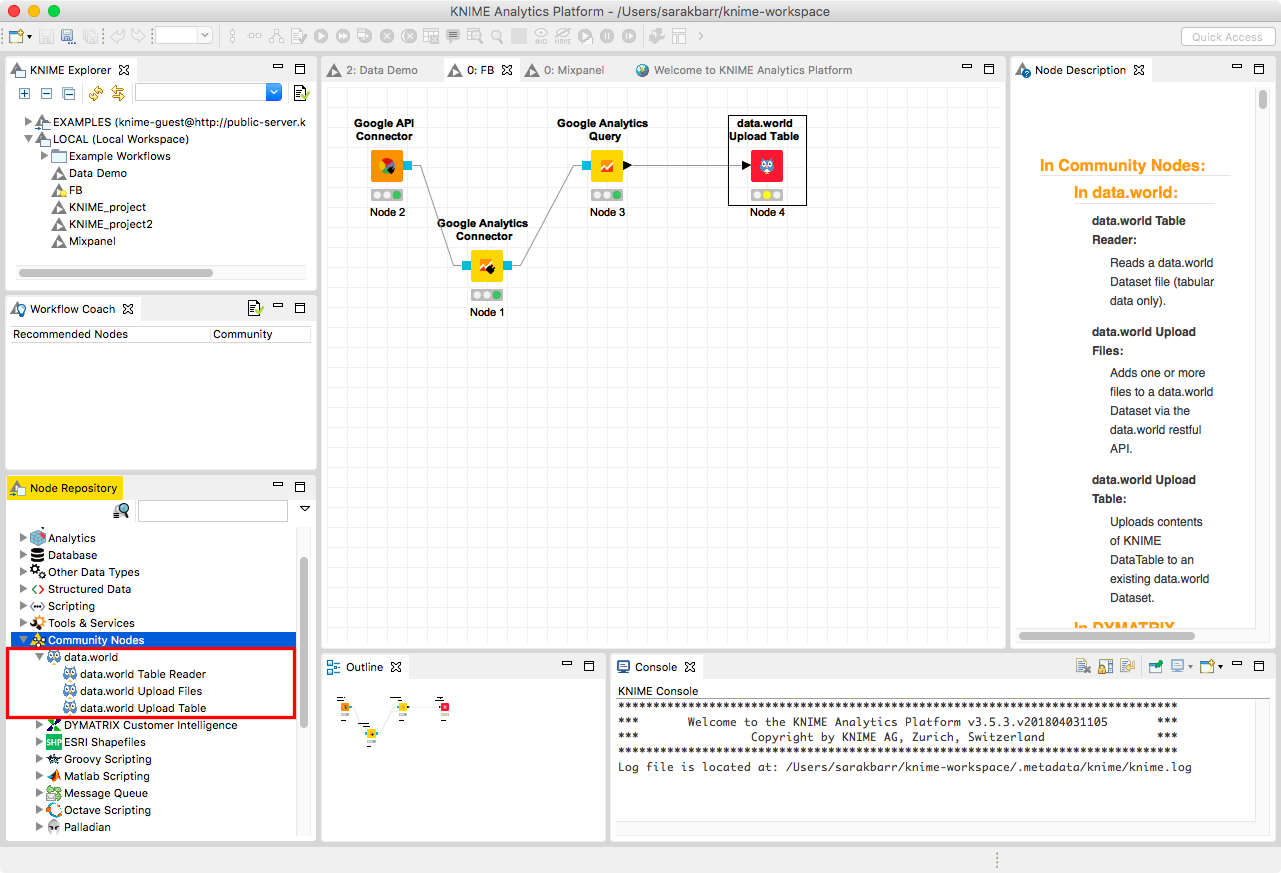 KNIME Analytics Platform - /Users/sarakbarr/knime-workspace
Quick Access
KNIME Explorer
EXAMPLES (knime-guest@http://public-server.k
LOCAL (Local Workspace)
Example Workflows
Data Demo
FB
KNIME_project
KNIME_project2
Mixpanel
Workflow Coach
Recommended Nodes
Community
Node Repository
Analytics
Database
Other Data Types
Structured Data
Scripting
Tools & Services
Community Nodes
data.world
data.world Table Reader
data.world Upload Files
data.world Upload Table
DYMATRIX Customer Intelligence
SHP
ESRI Shapefiles
Groovy Scripting
Matlab Scripting
Message Queue
Octave Scripting
Palladian
2: Data Demo
0: FB
0: Mixpanel
Welcome to KNIME Analytics Platform
Google API
Connector
Node 2
Google Analytics
Connector
Node 1
Google Analytics
Query
Node 3
data.world
Upload Table
Node 4
Node Description
In Community Nodes:
In data.world:
data.world Table
Reader:
Reads a data.world
Dataset file (tabular
data only).
data.world Upload
Files:
Adds one or more
files to a data.world
Dataset via the
data.world restful
API.
data.world Upload
Table:
Uploads contents
of KNIME
DataTable to an
existing data.world
Dataset.
In DYMATRIX
Outline
Console
KNIME Console
********************************************************************************
*** Welcome to the KNIME Analytics Platform v3.5.3.v201804031105 ***
*** Copyright by KNIME AG, Zurich, Switzerland ***
********************************************************************************
Log file is located at: /Users/sarakbarr/knime-workspace/.metadata/knime/knime.log